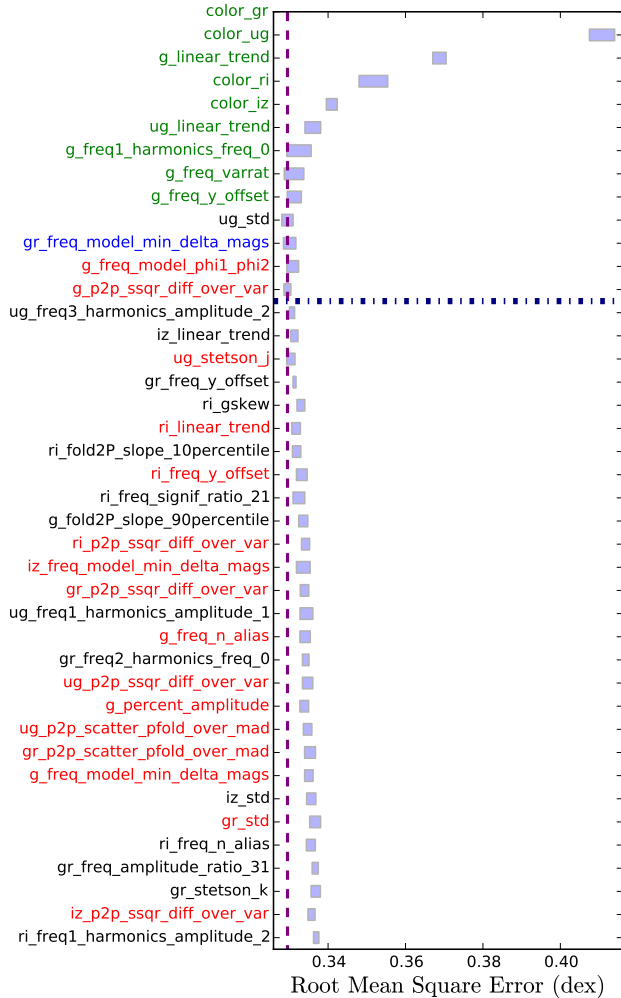 color_gr
color_ug
g_linear_trend
color_ri
color_iz
ug_linear_trend
g_freq1_harmonics_freq_0
g_freq_varrat
g_freq_y_offset
ug_std
gr_freq_model_min_delta_mags
g_freq_model_phi1_phi2
g_p2p_ssqr_diff_over_var
ug_freq3_harmonics_amplitude_2
iz_linear_trend
ug_stetson_j
gr_freq_y_offset
ri_gskew
ri_linear_trend
ri_fold2P_slope_10percentile
ri_freq_y_offset
ri_freq_signif_ratio_21
g_fold2P_slope_90percentile
ri_p2p_ssqr_diff_over_var
iz_freq_model_min_delta_mags
gr_p2p_ssqr_diff_over_var
ug_freq1_harmonics_amplitude_1
g_freq_n_alias
gr_freq2_harmonics_freq_0
ug_p2p_ssqr_diff_over_var
g_percent_amplitude
ug_p2p_scatter_pfold_over_mad
gr_p2p_scatter_pfold_over_mad
g_freq_model_min_delta_mags
iz_std
gr_std
ri_freq_n_alias
gr_freq_amplitude_ratio_31
gr_stetson_k
iz_p2p_ssqr_diff_over_var
ri_freq1_harmonics_amplitude_2
0.34 0.36 0.38 0.40
Root Mean Square Error (dex)